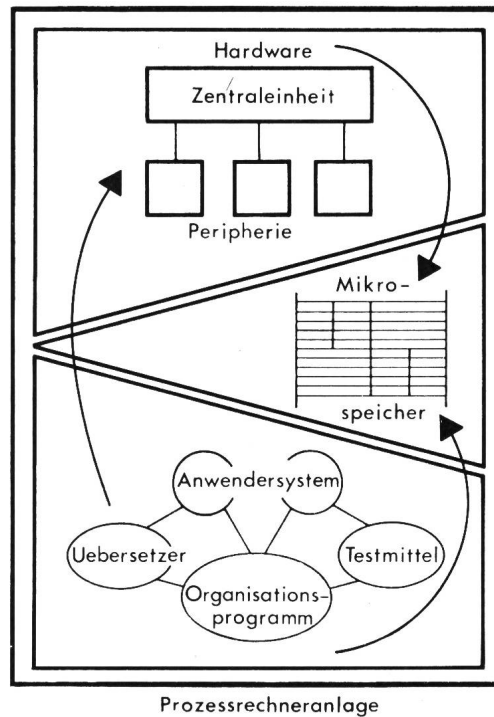 Hardware
Zentraleinheit
Peripherie
Mikro-
speicher
Anwendersystem
Uebersetzer
Testmittel
Organisations-
programm
Prozessrechneranlage